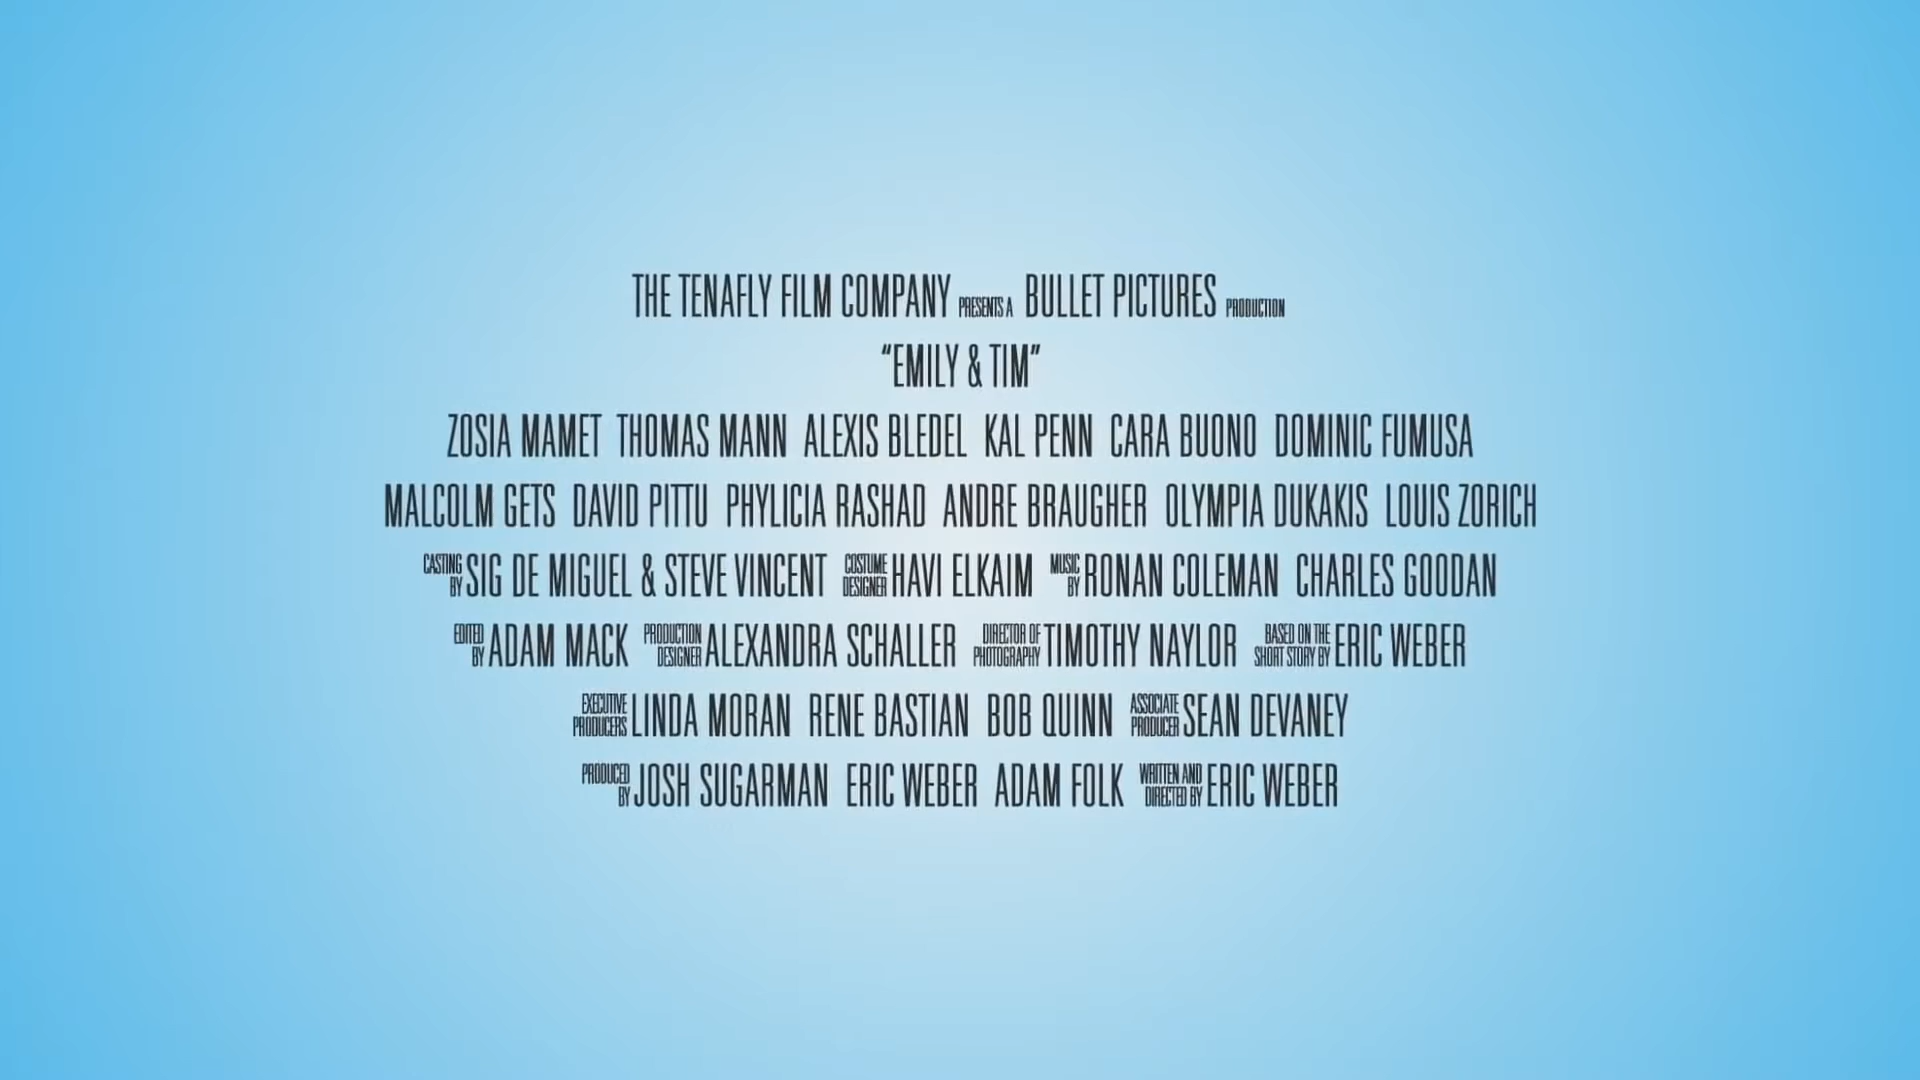 THE TENAFLY FILM COMPANY PRESENTS A BULLET PICTURES PRODUCTION
“EMILY & TIM”
ZOSIA MAMET THOMAS MANN ALEXIS BLEDEL KAL PENN CARA BUONO DOMINIC FUMUSA
MALCOLM GETS DAVID PITTU PHYLICIA RASHAD ANDRE BRAUGHER OLYMPIA DUKAKIS LOUIS ZORICH
CASTING BY SIG DE MIGUEL & STEVE VINCENT COSTUME DESIGNER HAVI ELKAIM MUSIC BY RONAN COLEMAN CHARLES GOODAN
EDITED BY ADAM MACK PRODUCTION DESIGNER ALEXANDRA SCHALLER DIRECTOR OF PHOTOGRAPHY TIMOTHY NAYLOR BASED ON THE SHORT STORY BY ERIC WEBER
EXECUTIVE PRODUCERS LINDA MORAN RENE BASTIAN BOB QUINN ASSOCIATE PRODUCER SEAN DEVANEY
PRODUCED BY JOSH SUGARMAN ERIC WEBER ADAM FOLK WRITTEN AND DIRECTED BY ERIC WEBER